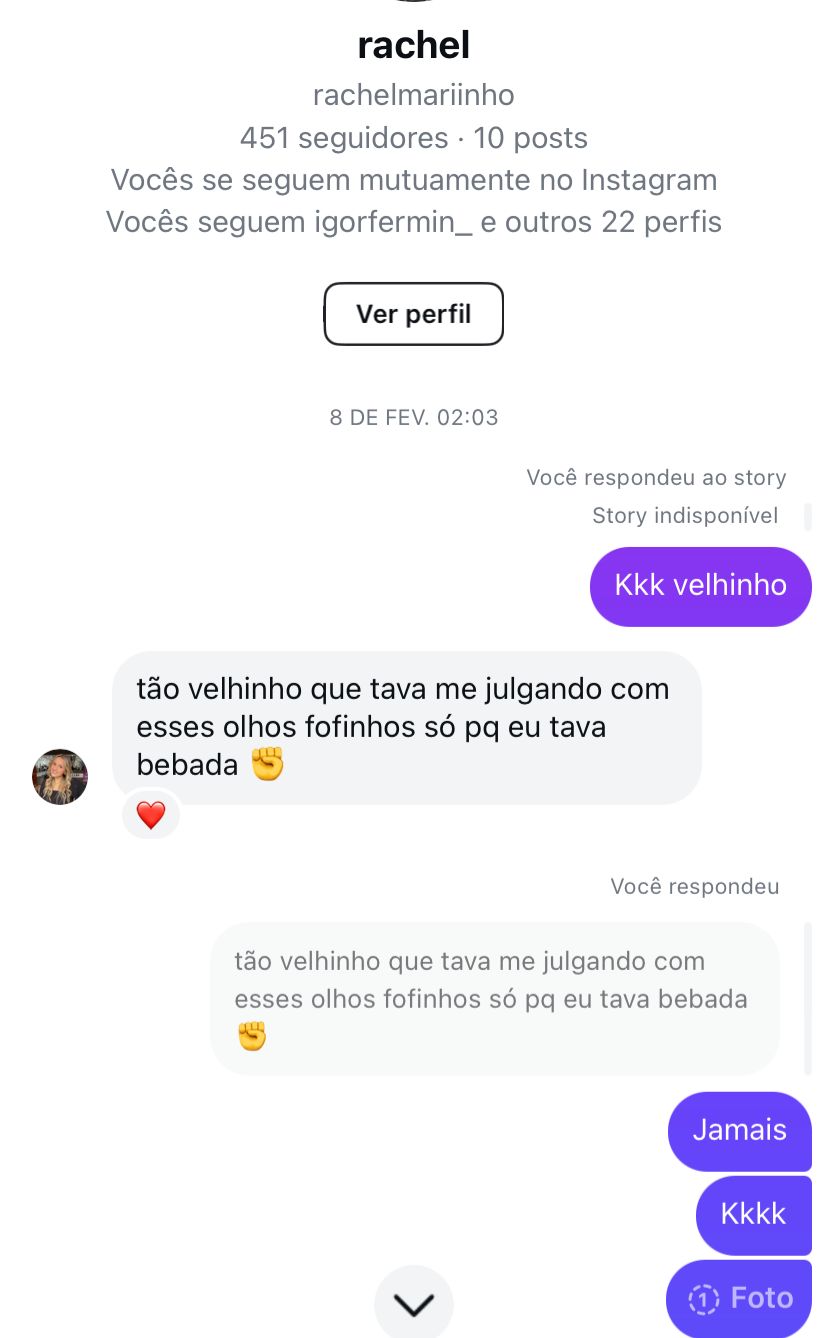 rachel
rachelmariinho
451 seguidores · 10 posts
Vocês se seguem mutuamente no Instagram
Vocês seguem igorfermin_ e outros 22 perfis
Ver perfil
8 DE FEV. 02:03
Você respondeu ao story
Story indisponível
Kkk velhinho
tão velhinho que tava me julgando com
esses olhos fofinhos só pq eu tava
bebada ✊
❤️
Você respondeu
tão velhinho que tava me julgando com
esses olhos fofinhos só pq eu tava bebada
✊
Jamais
Kkkk
1 Foto